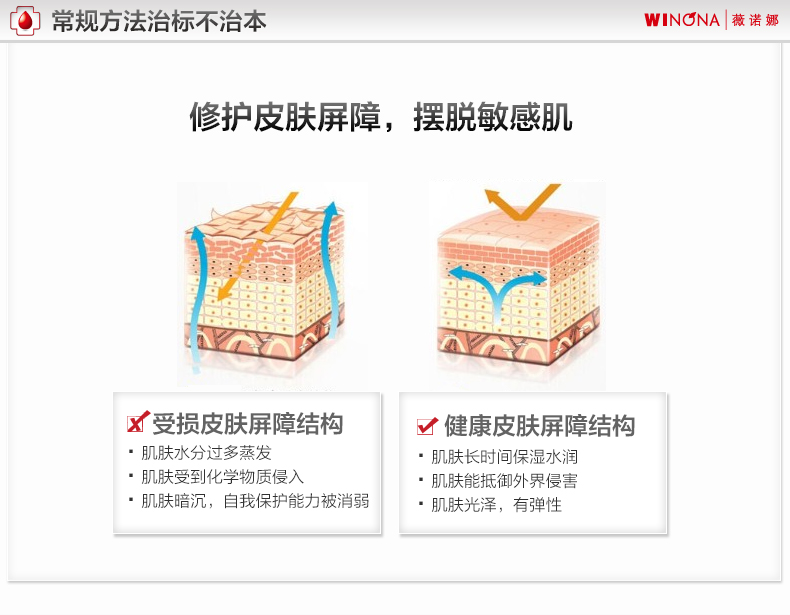 常规方法治标不治本
WINONA 薇诺娜
修护皮肤屏障，摆脱敏感肌
受损皮肤屏障结构
· 肌肤水分过多蒸发
· 肌肤受到化学物质侵入
· 肌肤暗沉，自我保护能力被消弱
健康皮肤屏障结构
· 肌肤长时间保湿水润
· 肌肤能抵御外界侵害
· 肌肤光泽，有弹性